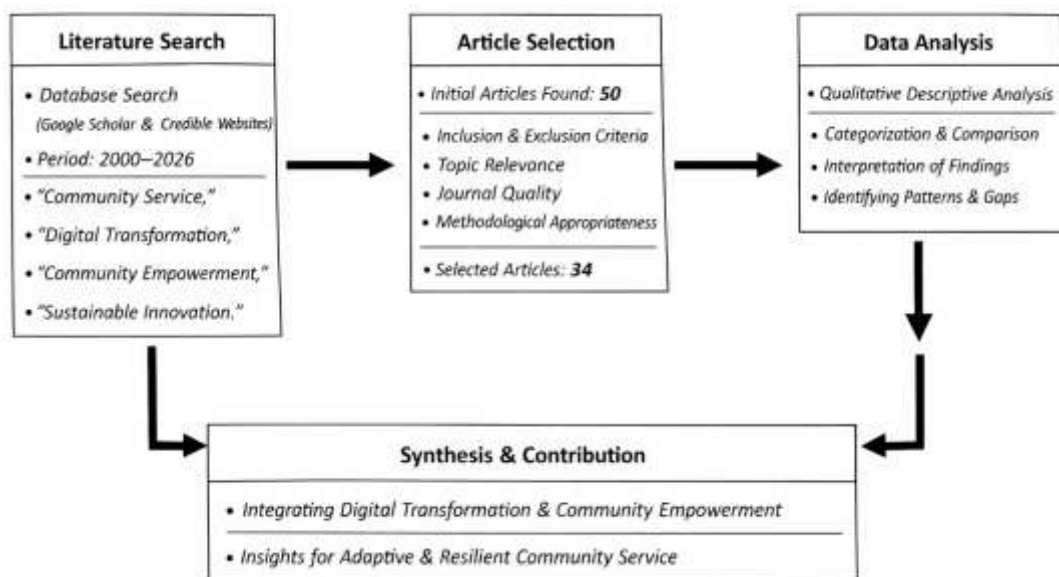 Literature Search
• Database Search
(Google Scholar & Credible Websites)
• Period: 2000–2026
• “Community Service,”
• “Digital Transformation,”
• “Community Empowerment,”
• “Sustainable Innovation.”
Article Selection
• Initial Articles Found: 50
• Inclusion & Exclusion Criteria
• Topic Relevance
• Journal Quality
• Methodological Appropriateness
• Selected Articles: 34
Data Analysis
• Qualitative Descriptive Analysis
• Categorization & Comparison
• Interpretation of Findings
• Identifying Patterns & Gaps
Synthesis & Contribution
• Integrating Digital Transformation & Community Empowerment
• Insights for Adaptive & Resilient Community Service